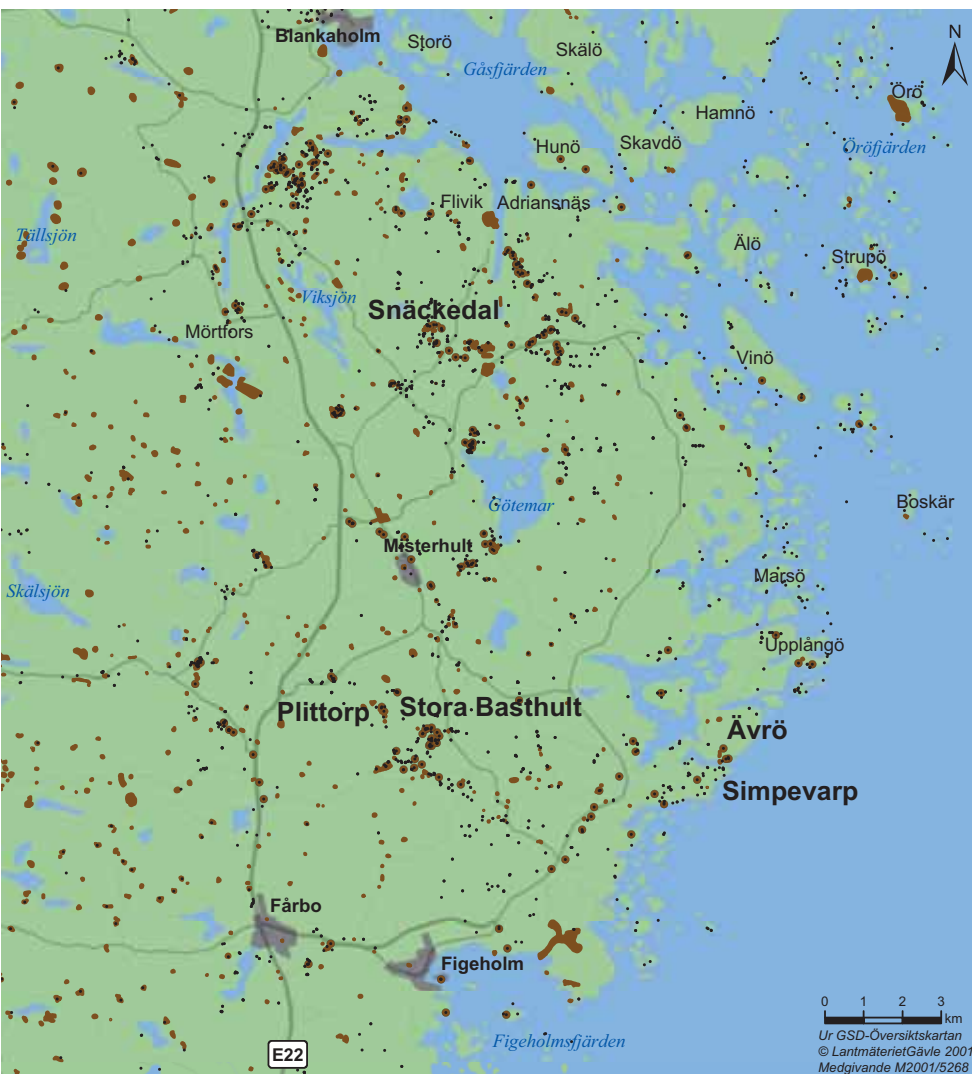 Blankaholm
Storö
Skälö
N
Gåsfjärden
Örö
Hamnö
Hunö
Skavdö
Öröfjärden
Flivik
Adriansnäs
Tällsjön
Älö
Strupö
Viksjön
Snäckedal
Mörtfors
Vinö
Götemar
Boskär
Misterhult
Marsö
Skälsjön
Upplångö
Plittorp
Stora Basthult
Ävrö
Simpevarp
Fårbo
Figeholm
0 1 2 3
km
Figeholmsfjärden
E22
Ur GSD-Översiktskartan
© LantmäterietGävle 2001
Medgivande M2001/5268